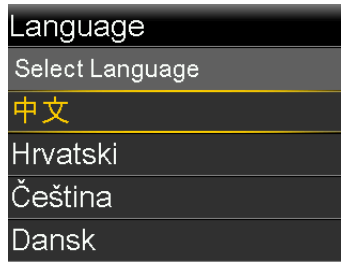 Language
Select Language
中文
Hrvatski
Čeština
Dansk